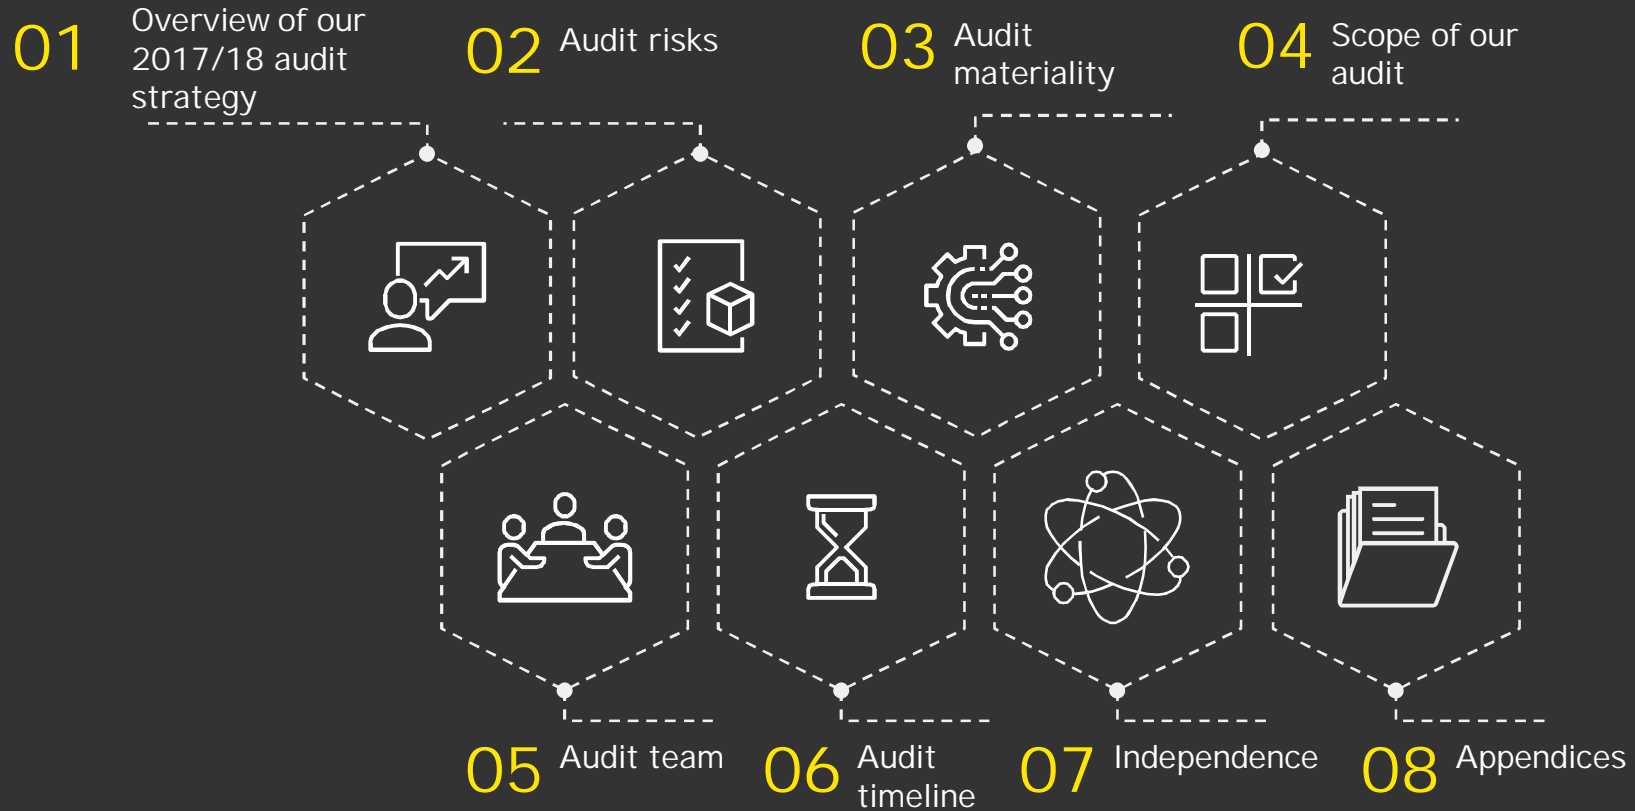 01
Overview of our
2017/18 audit
strategy
02
Audit risks
03
Audit
materiality
04
Scope of our
audit
05
Audit team
06
Audit
timeline
07
Independence
08
Appendices